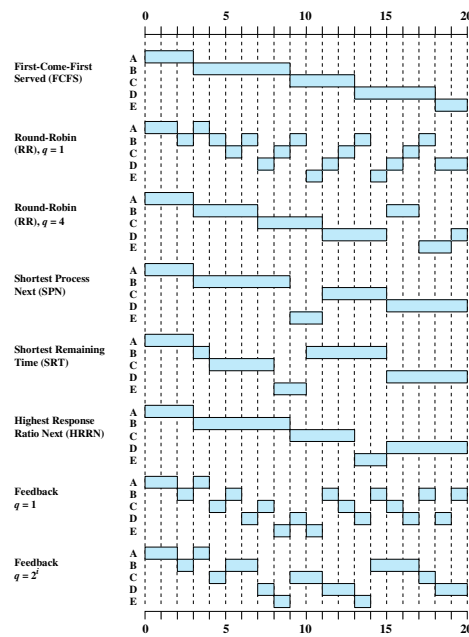 0 5 10 15 20
First-Come-First
Served (FCFS)
A
B
C
D
E
Round-Robin
(RR), q = 1
A
B
C
D
E
Round-Robin
(RR), q = 4
A
B
C
D
E
Shortest Process
Next (SPN)
A
B
C
D
E
Shortest Remaining
Time (SRT)
A
B
C
D
E
Highest Response
Ratio Next (HRRN)
A
B
C
D
E
Feedback
q = 1
A
B
C
D
E
Feedback
q = 2^i
A
B
C
D
E
0 5 10 15 20